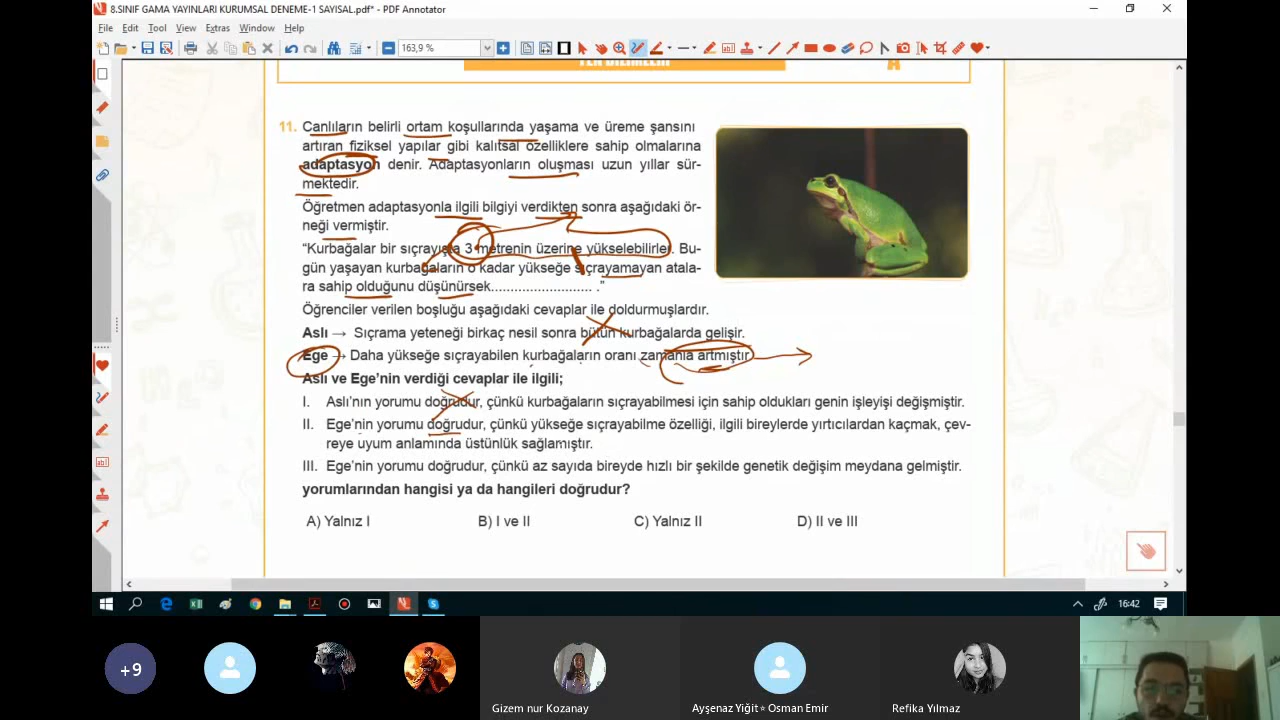 8.SINIF GAMA YAYINLARI KURUMSAL DENEME-1 SAYISAL.pdf* - PDF Annotator
File Edit Tool View Extras Window Help
163,9 %
FEN BİLİMLERİ A
11. Canlıların belirli ortam koşullarında yaşama ve üreme şansını
artıran fiziksel yapılar gibi kalıtsal özelliklere sahip olmalarına
adaptasyon denir. Adaptasyonların oluşması uzun yıllar sür-
mektedir.
Öğretmen adaptasyonla ilgili bilgiyi verdikten sonra aşağıdaki ör-
neği vermiştir.
“Kurbağalar bir sıçrayışta 3 metrenin üzerine yükselebilirler. Bu-
gün yaşayan kurbağaların o kadar yükseğe sıçrayamayan atala-
ra sahip olduğunu düşünürsek......................... .”
Öğrenciler verilen boşluğu aşağıdaki cevaplar ile doldurmuşlardır.
Aslı → Sıçrama yeteneği birkaç nesil sonra bütün kurbağalarda gelişir.
Ege → Daha yükseğe sıçrayabilen kurbağaların oranı zamanla artmıştır
Aslı ve Ege’nin verdiği cevaplar ile ilgili;
I. Aslı’nın yorumu doğrudur, çünkü kurbağaların sıçrayabilmesi için sahip oldukları genin işleyişi değişmiştir.
II. Ege’nin yorumu doğrudur, çünkü yükseğe sıçrayabilme özelliği, ilgili bireylerde yırtıcılardan kaçmak, çev-
reye uyum anlamında üstünlük sağlamıştır.
III. Ege’nin yorumu doğrudur, çünkü az sayıda bireyde hızlı bir şekilde genetik değişim meydana gelmiştir.
yorumlarından hangisi ya da hangileri doğrudur?
A) Yalnız I B) I ve II C) Yalnız II D) II ve III
16:42
+9
Gizem nur Kozanay Ayşenaz Yiğit⭐Osman Emir Refika Yılmaz